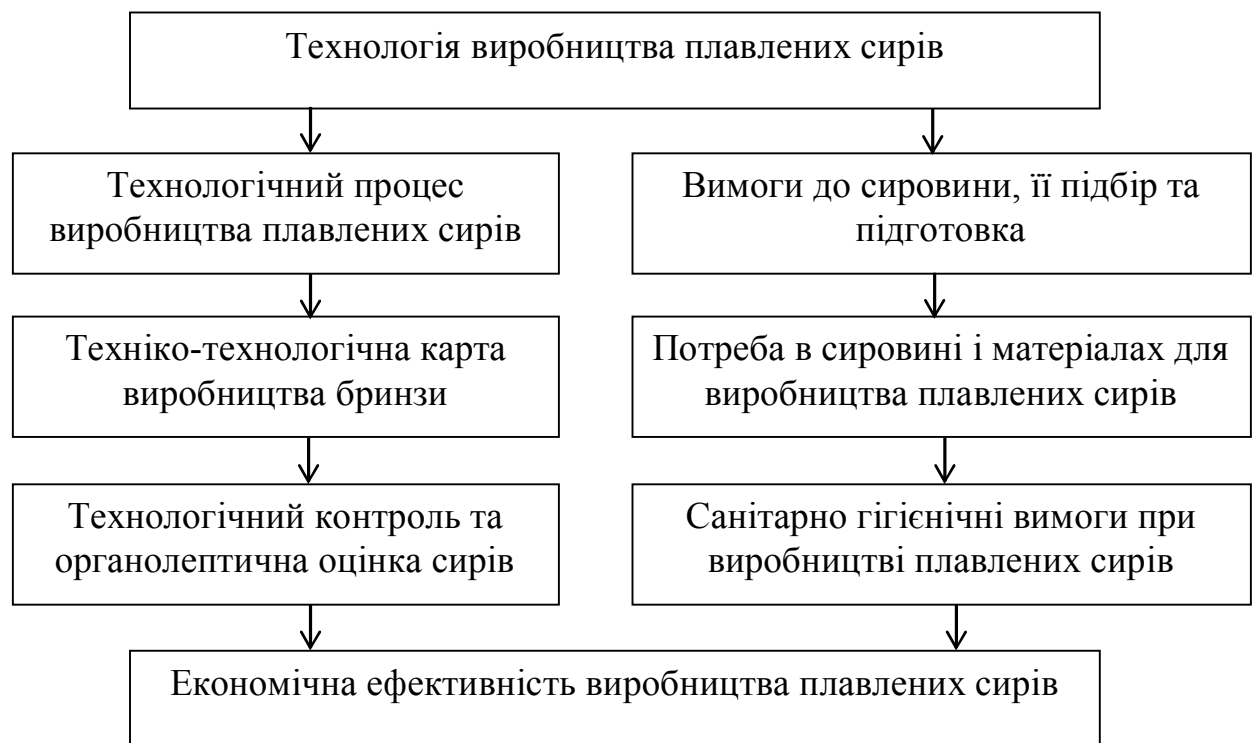 Технологія виробництва плавлених сирів
Технологічний процес
виробництва плавлених сирів
Вимоги до сировини, її підбір та
підготовка
Техніко-технологічна карта
виробництва бринзи
Потреба в сировині і матеріалах для
виробництва плавлених сирів
Технологічний контроль та
органолептична оцінка сирів
Санітарно гігієнічні вимоги при
виробництві плавлених сирів
Економічна ефективність виробництва плавлених сирів